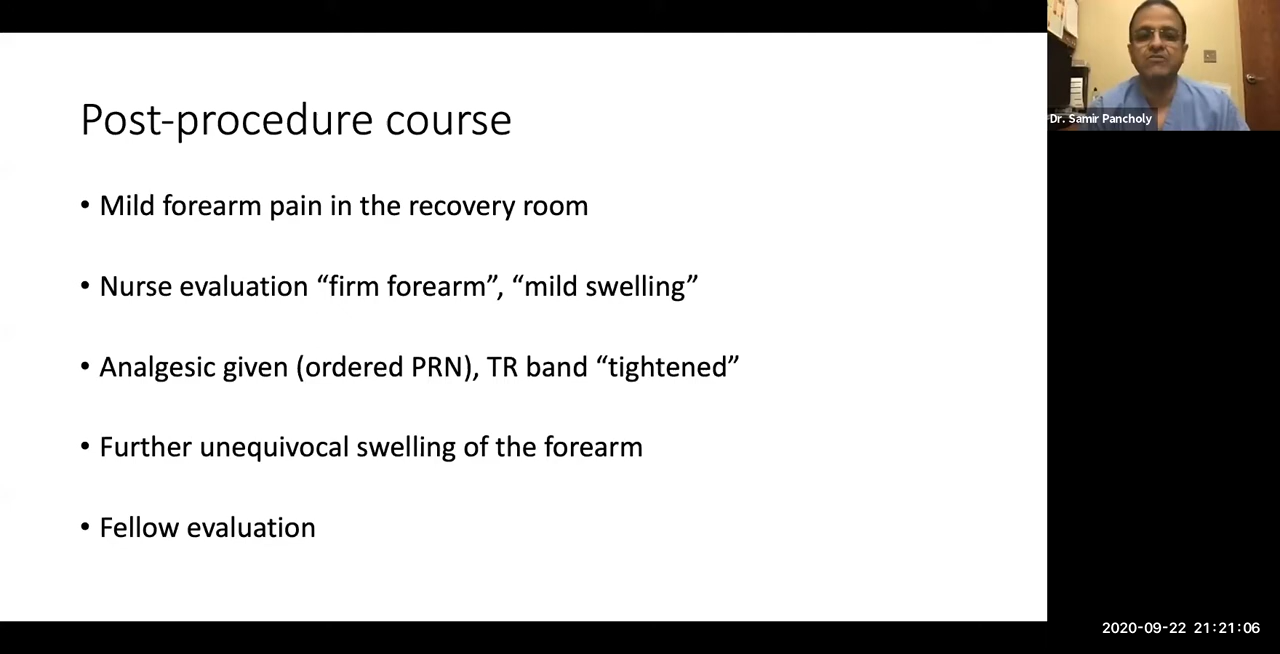 Post-procedure course
• Mild forearm pain in the recovery room
• Nurse evaluation “firm forearm”, “mild swelling”
• Analgesic given (ordered PRN), TR band “tightened”
• Further unequivocal swelling of the forearm
• Fellow evaluation
Dr. Samir Pancholy
2020-09-22 21:21:06